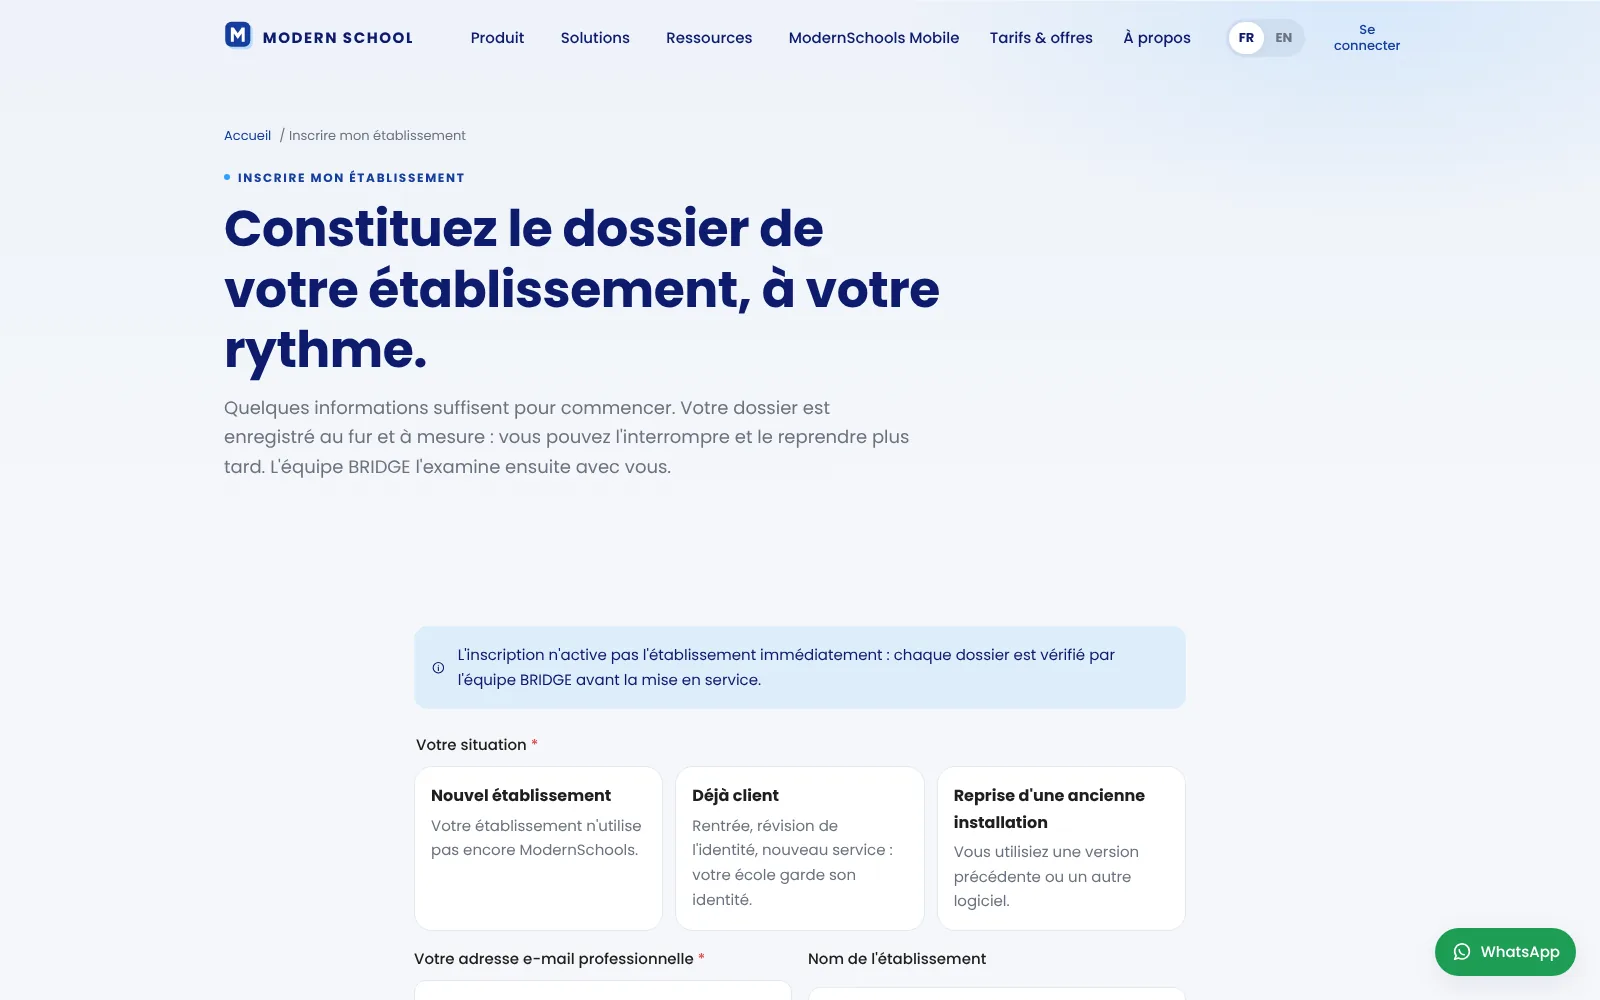 M MODERN SCHOOL
Produit
Solutions
Ressources
ModernSchools Mobile
Tarifs & offres
À propos
FR
EN
Se
connecter
Accueil / Inscrire mon établissement
INSCRIRE MON ÉTABLISSEMENT
Constituez le dossier de
votre établissement, à votre
rythme.
Quelques informations suffisent pour commencer. Votre dossier est
enregistré au fur et à mesure : vous pouvez l'interrompre et le reprendre plus
tard. L'équipe BRIDGE l'examine ensuite avec vous.
L'inscription n'active pas l'établissement immédiatement : chaque dossier est vérifié par
l'équipe BRIDGE avant la mise en service.
Votre situation *
Nouvel établissement
Votre établissement n'utilise
pas encore ModernSchools.
Déjà client
Rentrée, révision de
l'identité, nouveau service :
votre école garde son
identité.
Reprise d'une ancienne
installation
Vous utilisiez une version
précédente ou un autre
logiciel.
Votre adresse e-mail professionnelle *
Nom de l'établissement
WhatsApp